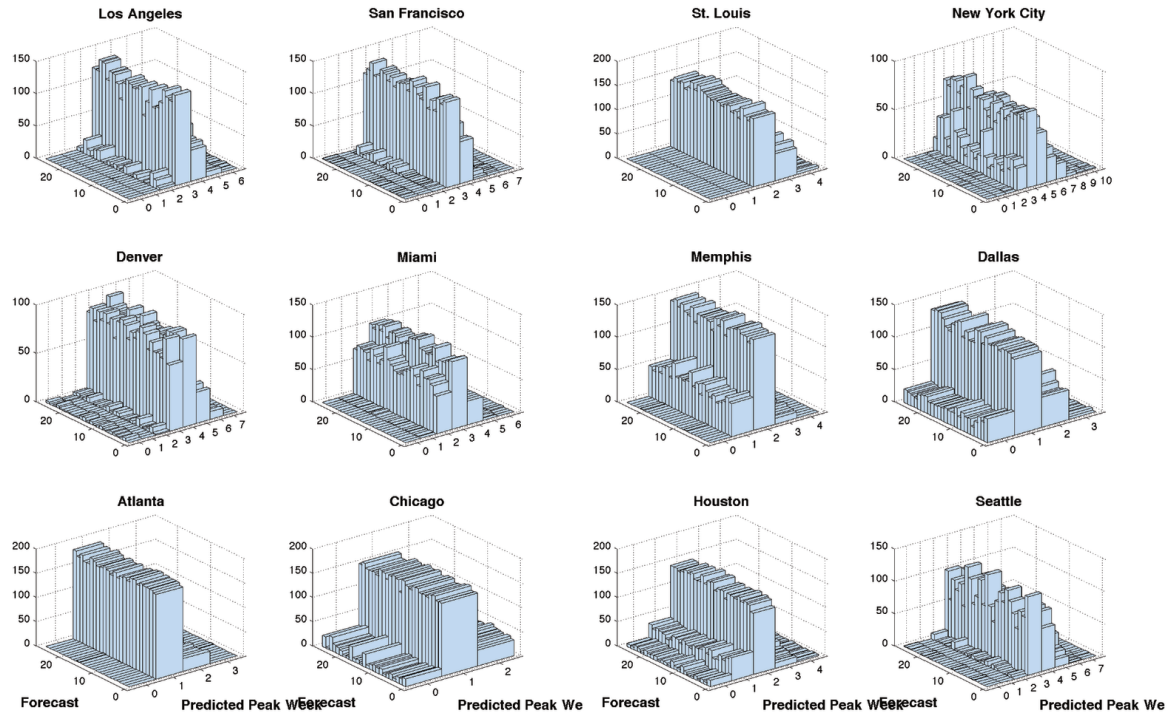 Los Angeles
150
100
50
0
20
10
0
0 1 2 3 4 5 6
San Francisco
150
100
50
0
20
10
0
0 1 2 3 4 5 6 7
St. Louis
200
150
100
50
0
20
10
0
0 1 2 3 4
New York City
100
50
0
20
10
0
0 1 2 3 4 5 6 7 8 9 10
Denver
100
50
0
20
10
0
0 1 2 3 4 5 6 7
Miami
150
100
50
0
20
10
0
0 1 2 3 4 5 6
Memphis
150
100
50
0
20
10
0
0 1 2 3 4
Dallas
150
100
50
0
20
10
0
0 1 2 3
Atlanta
200
150
100
50
0
20
10
0
0 1 2 3
Forecast
Predicted Peak Week
Chicago
200
150
100
50
0
20
10
0
0 1 2
Forecast
Predicted Peak We
Houston
200
150
100
50
0
20
10
0
0 1 2 3 4
Forecast
Predicted Peak Week
Seattle
150
100
50
0
20
10
0
0 1 2 3 4 5 6 7
Forecast
Predicted Peak We